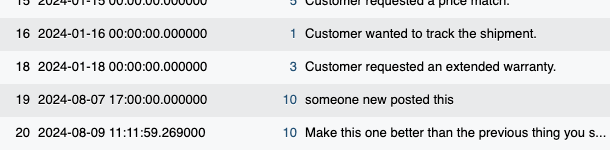 15 2024-01-15 00:00:00.000000 5 Customer requested a price match.
16 2024-01-16 00:00:00.000000 1 Customer wanted to track the shipment.
18 2024-01-18 00:00:00.000000 3 Customer requested an extended warranty.
19 2024-08-07 17:00:00.000000 10 someone new posted this
20 2024-08-09 11:11:59.269000 10 Make this one better than the previous thing you s...